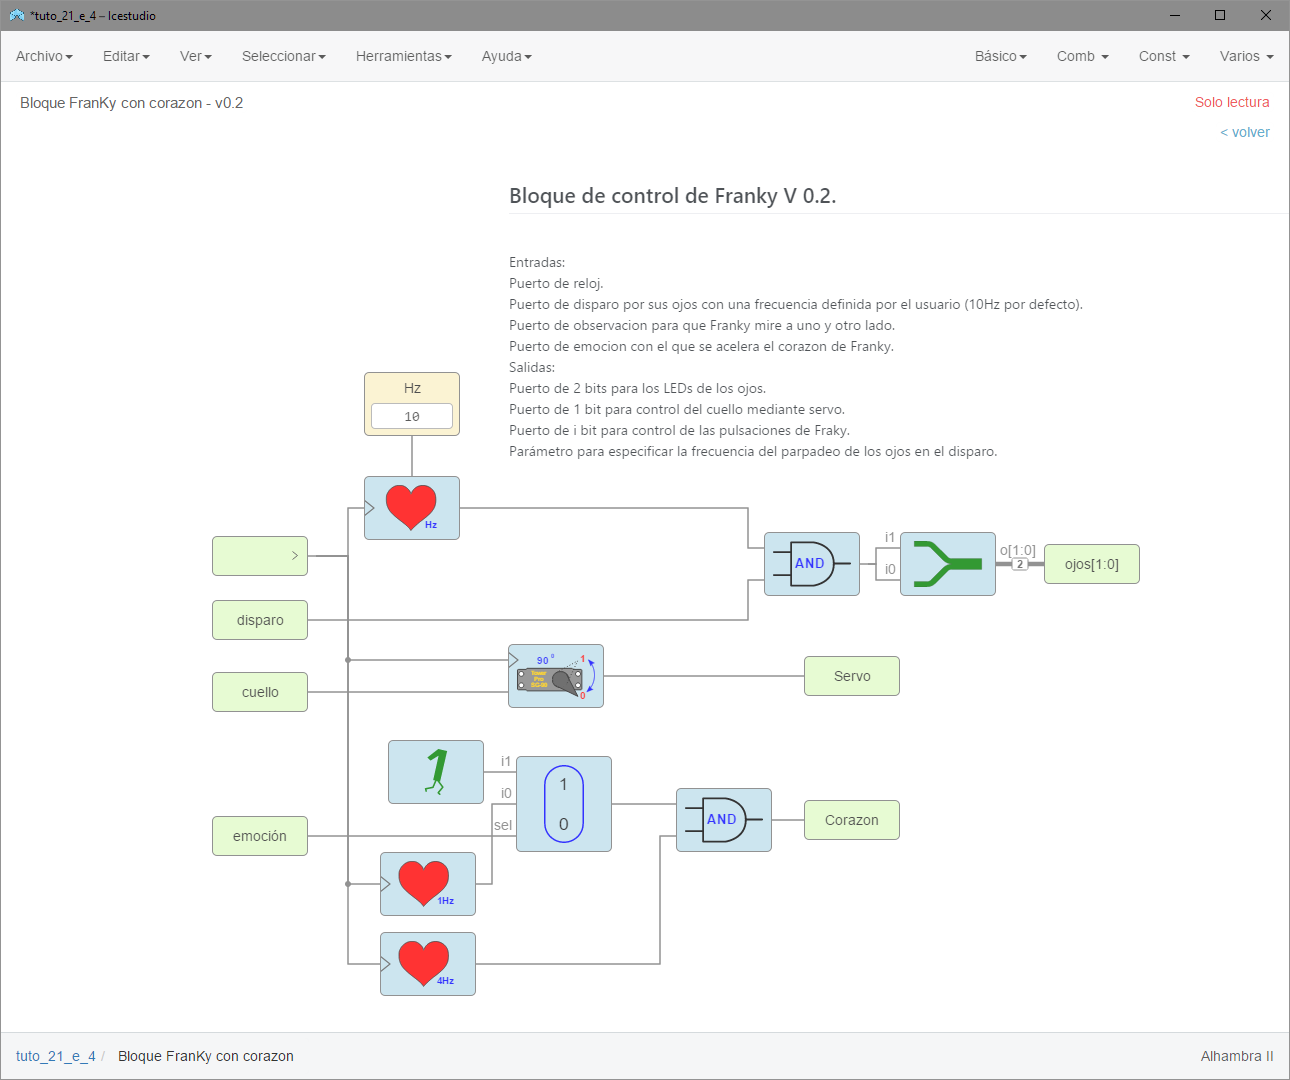 *tuto_21_e_4 – Icestudio
Archivo Editar Ver Seleccionar Herramientas Ayuda Básico Comb Const Varios
Bloque FranKy con corazon - v0.2
Solo lectura
< volver
Bloque de control de Franky V 0.2.
Entradas:
Puerto de reloj.
Puerto de disparo por sus ojos con una frecuencia definida por el usuario (10Hz por defecto).
Puerto de observacion para que Franky mire a uno y otro lado.
Puerto de emocion con el que se acelera el corazon de Franky.
Salidas:
Puerto de 2 bits para los LEDs de los ojos.
Puerto de 1 bit para control del cuello mediante servo.
Puerto de i bit para control de las pulsaciones de Fraky.
Parámetro para especificar la frecuencia del parpadeo de los ojos en el disparo.
Hz
10
Hz
AND
i1
i0
o[1:0]
2
ojos[1:0]
disparo
90 º
1
0
Tower
Pro
SG-90
Servo
cuello
1
i1
i0
sel
1
0
AND
Corazon
emoción
1Hz
4Hz
tuto_21_e_4 / Bloque FranKy con corazon
Alhambra II